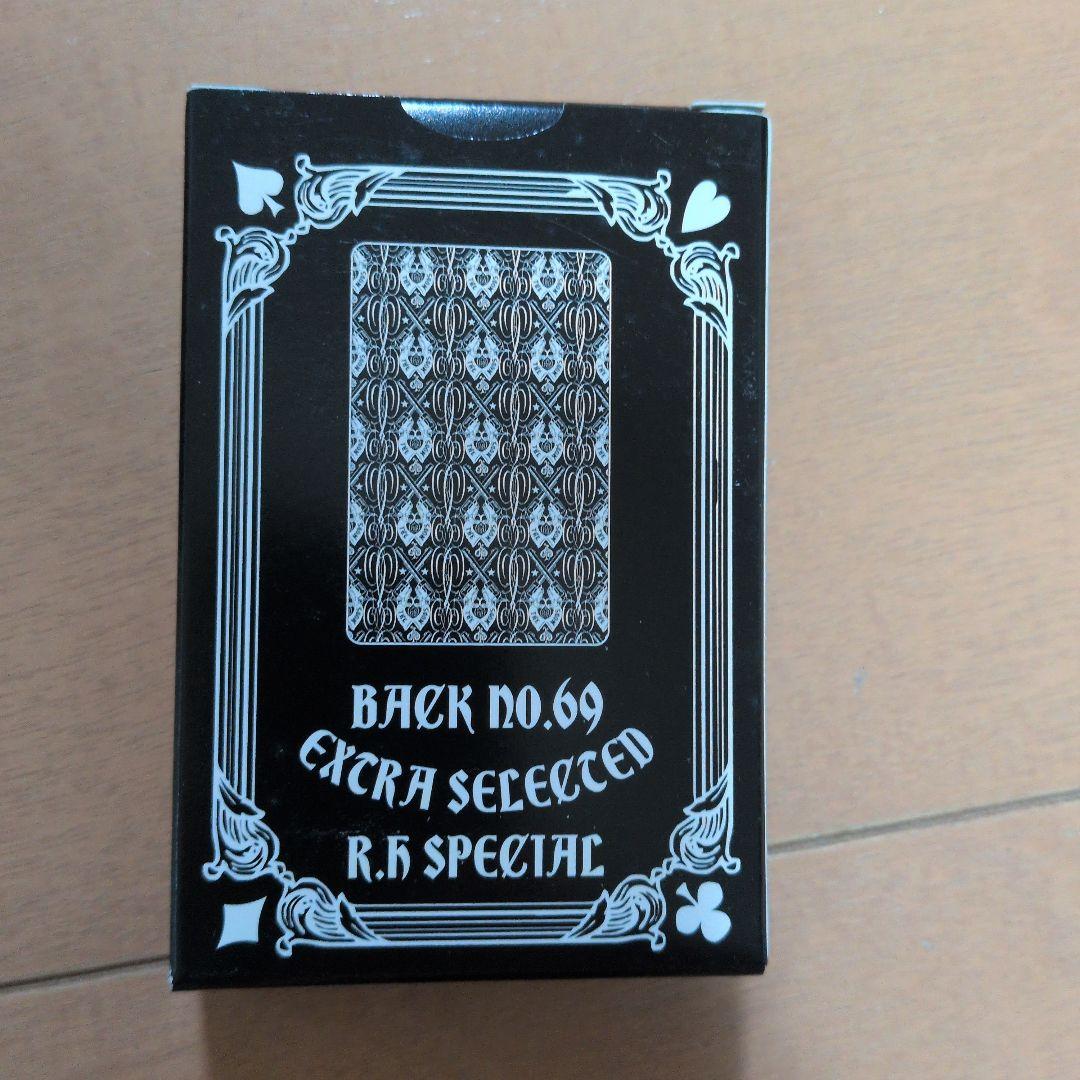 BACK NO.69
EXTRA SELECTED
R.H SPECIAL